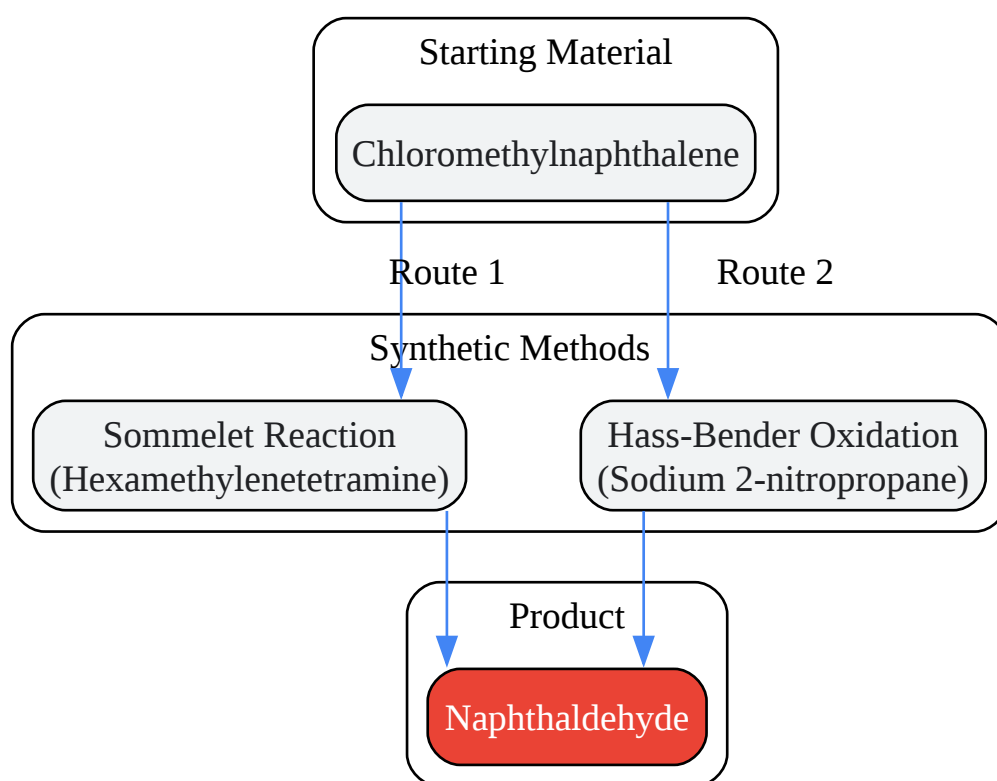 Starting Material
Chloromethylnaphthalene
Route 1
Route 2
Synthetic Methods
Sommelet Reaction
(Hexamethylenetetramine)
Hass-Bender Oxidation
(Sodium 2-nitropropane)
Product
Naphthaldehyde